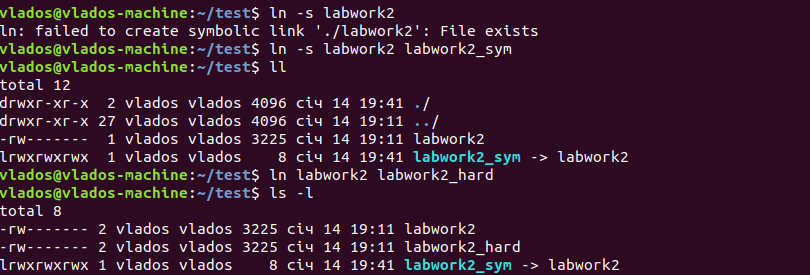 vlados@vlados-machine:~/test$ ln -s labwork2
ln: failed to create symbolic link './labwork2': File exists
vlados@vlados-machine:~/test$ ln -s labwork2 labwork2_sym
vlados@vlados-machine:~/test$ ll
total 12
drwxr-xr-x  2 vlados vlados 4096 січ 14 19:41 ./
drwxr-xr-x 27 vlados vlados 4096 січ 14 19:11 ../
-rw-------  1 vlados vlados 3225 січ 14 19:11 labwork2
lrwxrwxrwx  1 vlados vlados    8 січ 14 19:41 labwork2_sym -> labwork2
vlados@vlados-machine:~/test$ ln labwork2 labwork2_hard
vlados@vlados-machine:~/test$ ls -l
total 8
-rw------- 2 vlados vlados 3225 січ 14 19:11 labwork2
-rw------- 2 vlados vlados 3225 січ 14 19:11 labwork2_hard
lrwxrwxrwx 1 vlados vlados    8 січ 14 19:41 labwork2_sym -> labwork2